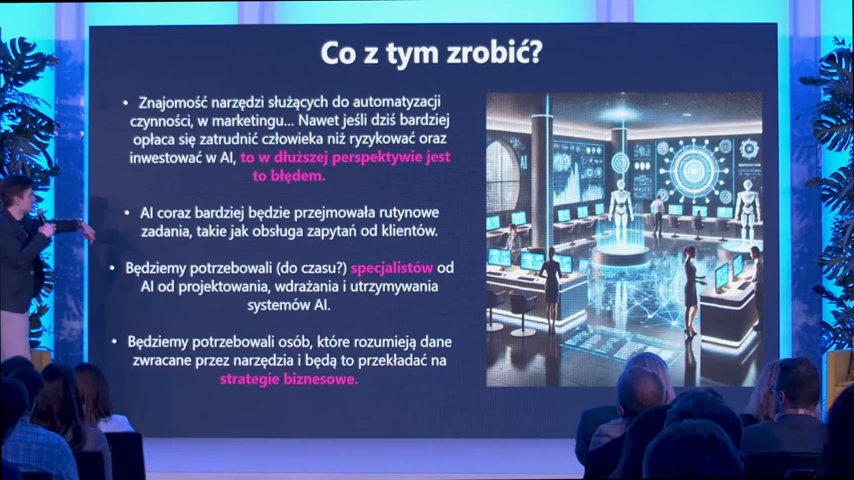 Co z tym zrobić?
• Znajomość narzędzi służących do automatyzacji
czynności, w marketingu... Nawet jeśli dziś bardziej
opłaca się zatrudnić człowieka niż ryzykować oraz
inwestować w AI, to w dłuższej perspektywie jest
to błędem.
• AI coraz bardziej będzie przejmowała rutynowe
zadania, takie jak obsługa zapytań od klientów.
• Będziemy potrzebowali (do czasu?) specjalistów od
AI od projektowania, wdrażania i utrzymywania
systemów AI.
• Będziemy potrzebowali osób, które rozumieją dane
zwracane przez narzędzia i będą to przekładać na
strategie biznesowe.